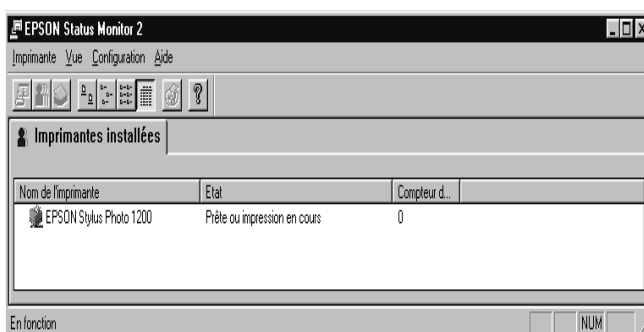 EPSON Status Monitor 2
Imprimante Vue Configuration Aide
Imprimantes installées
Nom de l'imprimante Etat Compteur d...
EPSON Stylus Photo 1200 Prête ou impression en cours 0
En fonction NUM